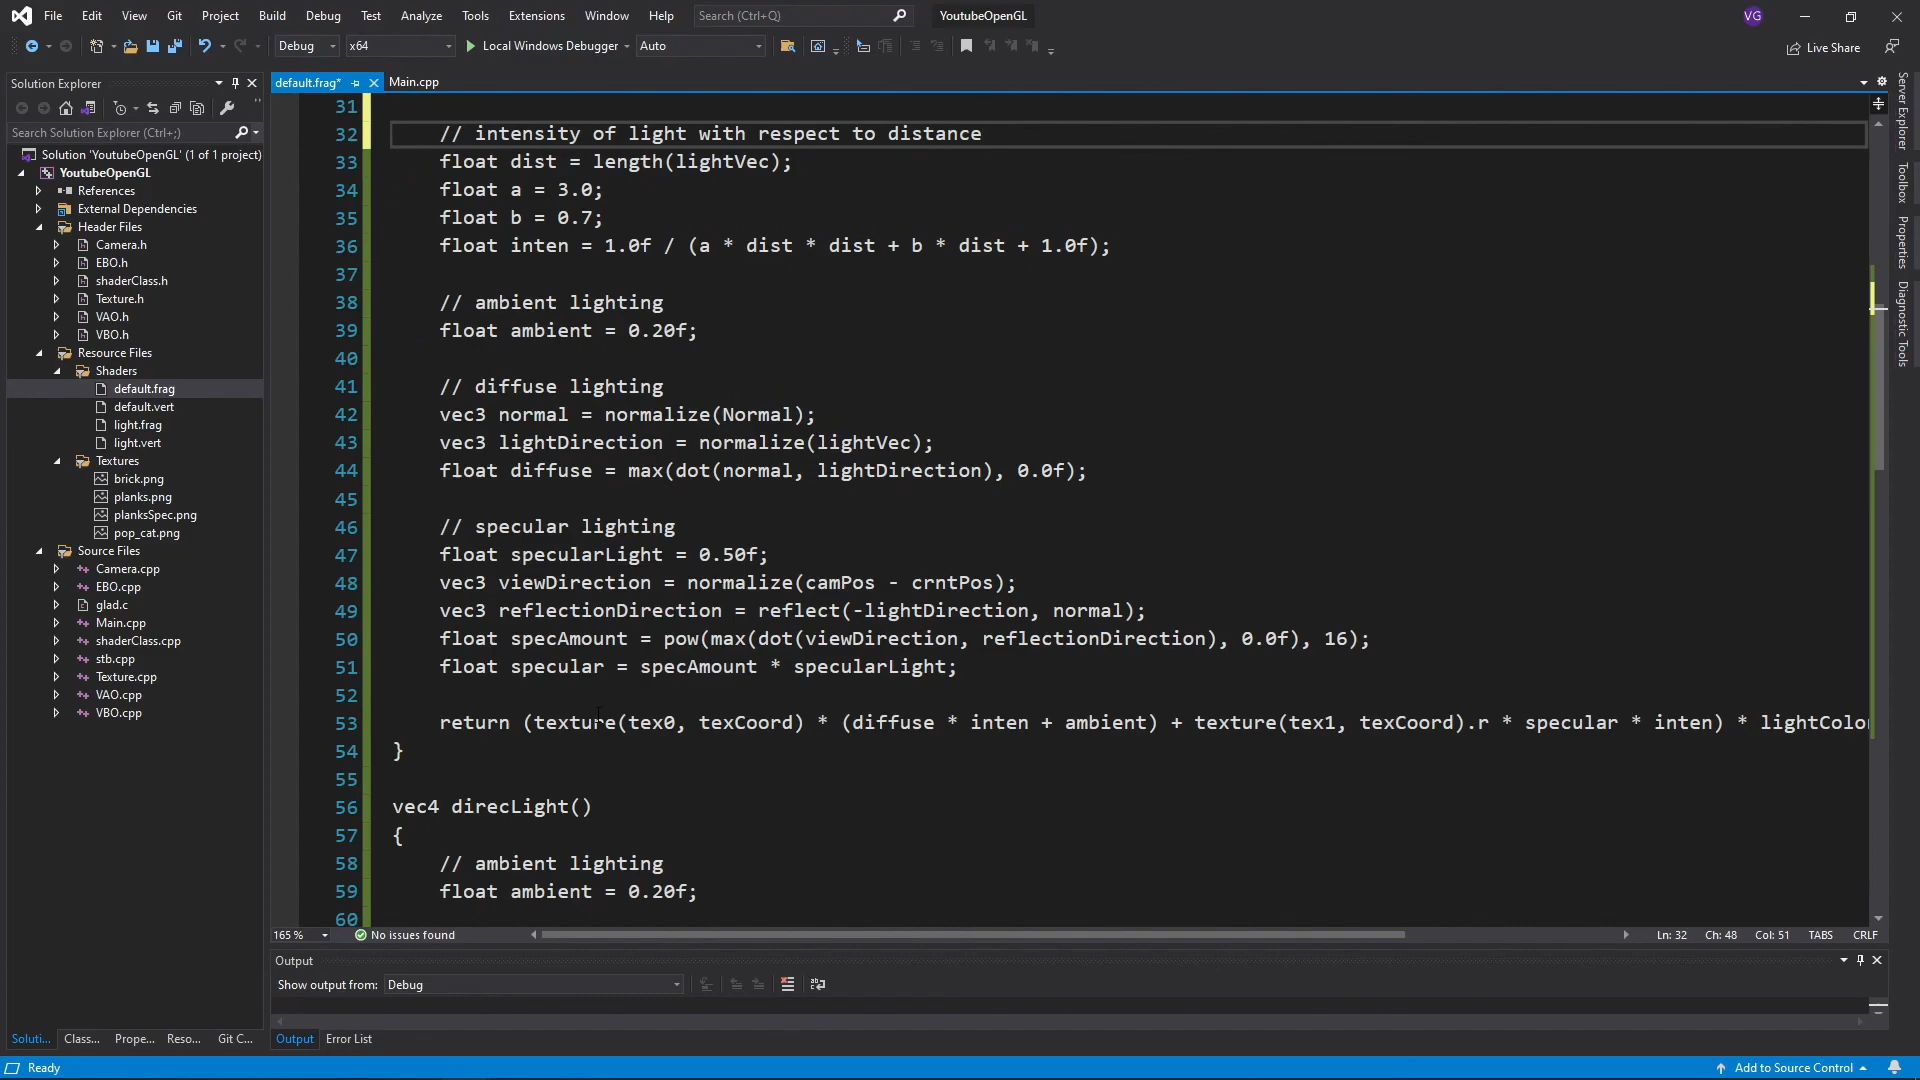 File Edit View Git Project Build Debug Test Analyze Tools Extensions Window Help Search (Ctrl+Q) YoutubeOpenGL VG
Debug x64 Local Windows Debugger Auto Live Share
Solution Explorer
Search Solution Explorer (Ctrl+;)
Solution 'YoutubeOpenGL' (1 of 1 project)
YoutubeOpenGL
References
External Dependencies
Header Files
Camera.h
EBO.h
shaderClass.h
Texture.h
VAO.h
VBO.h
Resource Files
Shaders
default.frag
default.vert
light.frag
light.vert
Textures
brick.png
planks.png
planksSpec.png
pop_cat.png
Source Files
Camera.cpp
EBO.cpp
glad.c
Main.cpp
shaderClass.cpp
stb.cpp
Texture.cpp
VAO.cpp
VBO.cpp
Soluti... Class... Prope... Reso... Git C...
default.frag* Main.cpp
31
32 // intensity of light with respect to distance
33 float dist = length(lightVec);
34 float a = 3.0;
35 float b = 0.7;
36 float inten = 1.0f / (a * dist * dist + b * dist + 1.0f);
37
38 // ambient lighting
39 float ambient = 0.20f;
40
41 // diffuse lighting
42 vec3 normal = normalize(Normal);
43 vec3 lightDirection = normalize(lightVec);
44 float diffuse = max(dot(normal, lightDirection), 0.0f);
45
46 // specular lighting
47 float specularLight = 0.50f;
48 vec3 viewDirection = normalize(camPos - crntPos);
49 vec3 reflectionDirection = reflect(-lightDirection, normal);
50 float specAmount = pow(max(dot(viewDirection, reflectionDirection), 0.0f), 16);
51 float specular = specAmount * specularLight;
52
53 return (texture(tex0, texCoord) * (diffuse * inten + ambient) + texture(tex1, texCoord).r * specular * inten) * lightColor
54 }
55
56 vec4 direcLight()
57 {
58 // ambient lighting
59 float ambient = 0.20f;
60
165 % No issues found Ln: 32 Ch: 48 Col: 51 TABS CRLF
Output
Show output from: Debug
Output Error List
Server Explorer
Toolbox
Properties
Diagnostic Tools
Ready Add to Source Control